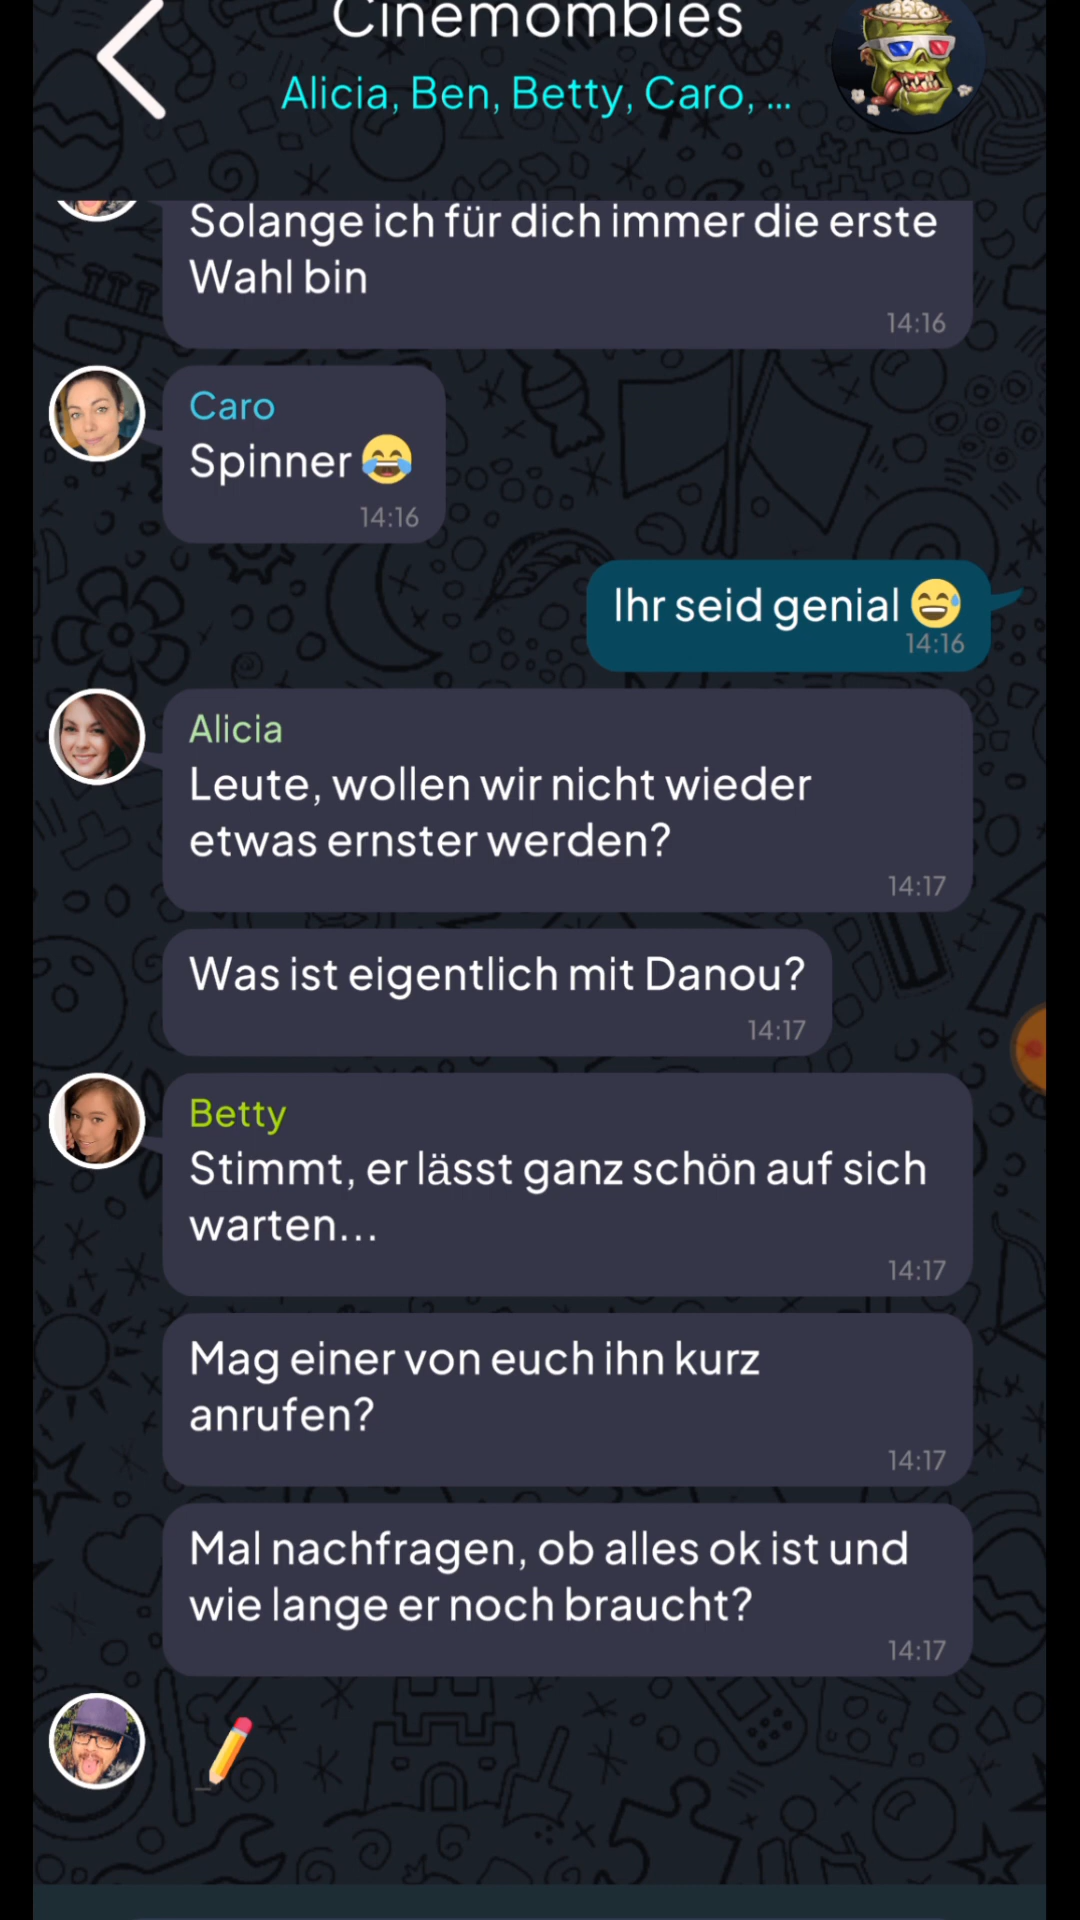 Cinemombies
Alicia, Ben, Betty, Caro, ...
Solange ich für dich immer die erste
Wahl bin
14:16
Caro
Spinner 😂
14:16
Ihr seid genial 😅
14:16
Alicia
Leute, wollen wir nicht wieder
etwas ernster werden?
14:17
Was ist eigentlich mit Danou?
14:17
Betty
Stimmt, er lässt ganz schön auf sich
warten...
14:17
Mag einer von euch ihn kurz
anrufen?
14:17
Mal nachfragen, ob alles ok ist und
wie lange er noch braucht?
14:17